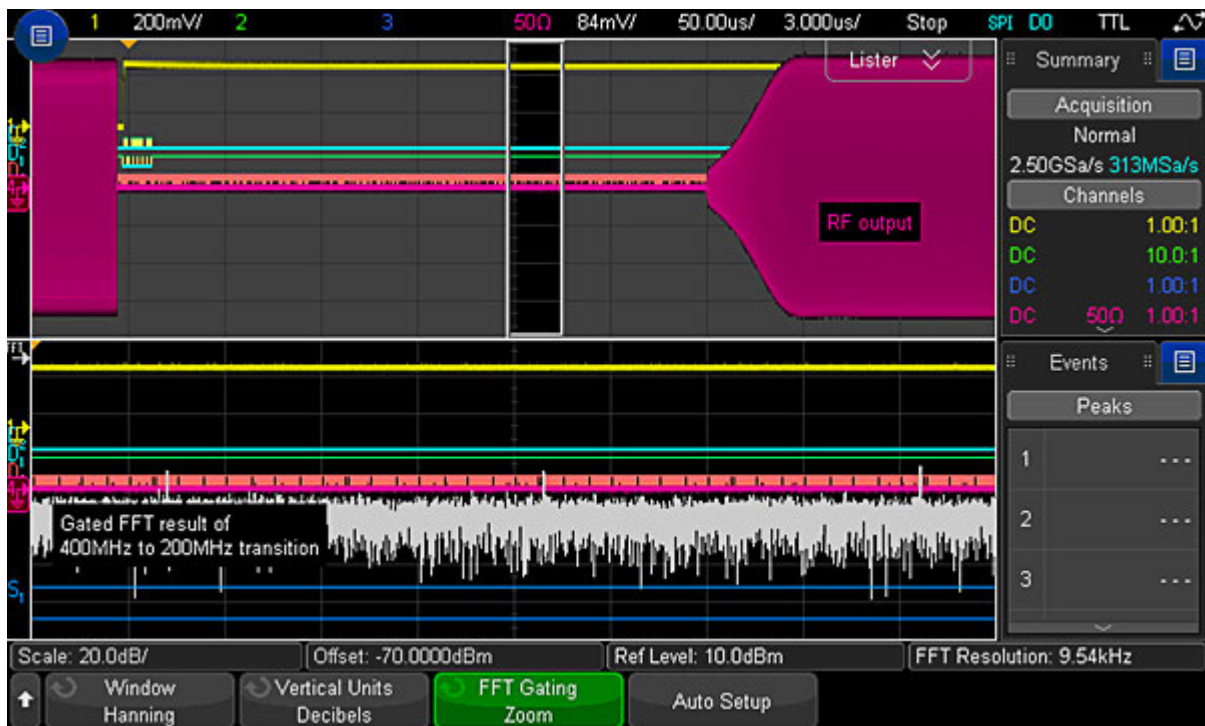 1 200mV/ 2 3 50Ω 84mV/ 50.00us/ 3.000us/ Stop SPI D0 TTL
Lister
Summary
Acquisition
Normal
2.50GSa/s 313MSa/s
Channels
DC 1.00:1
DC 10.0:1
DC 1.00:1
DC 50Ω 1.00:1
RF output
Events
Peaks
1 ---
2 ---
3 ---
Gated FFT result of
400MHz to 200MHz transition
S1
Scale: 20.0dB/ Offset: -70.0000dBm Ref Level: 10.0dBm FFT Resolution: 9.54kHz
Window
Hanning
Vertical Units
Decibels
FFT Gating
Zoom
Auto Setup